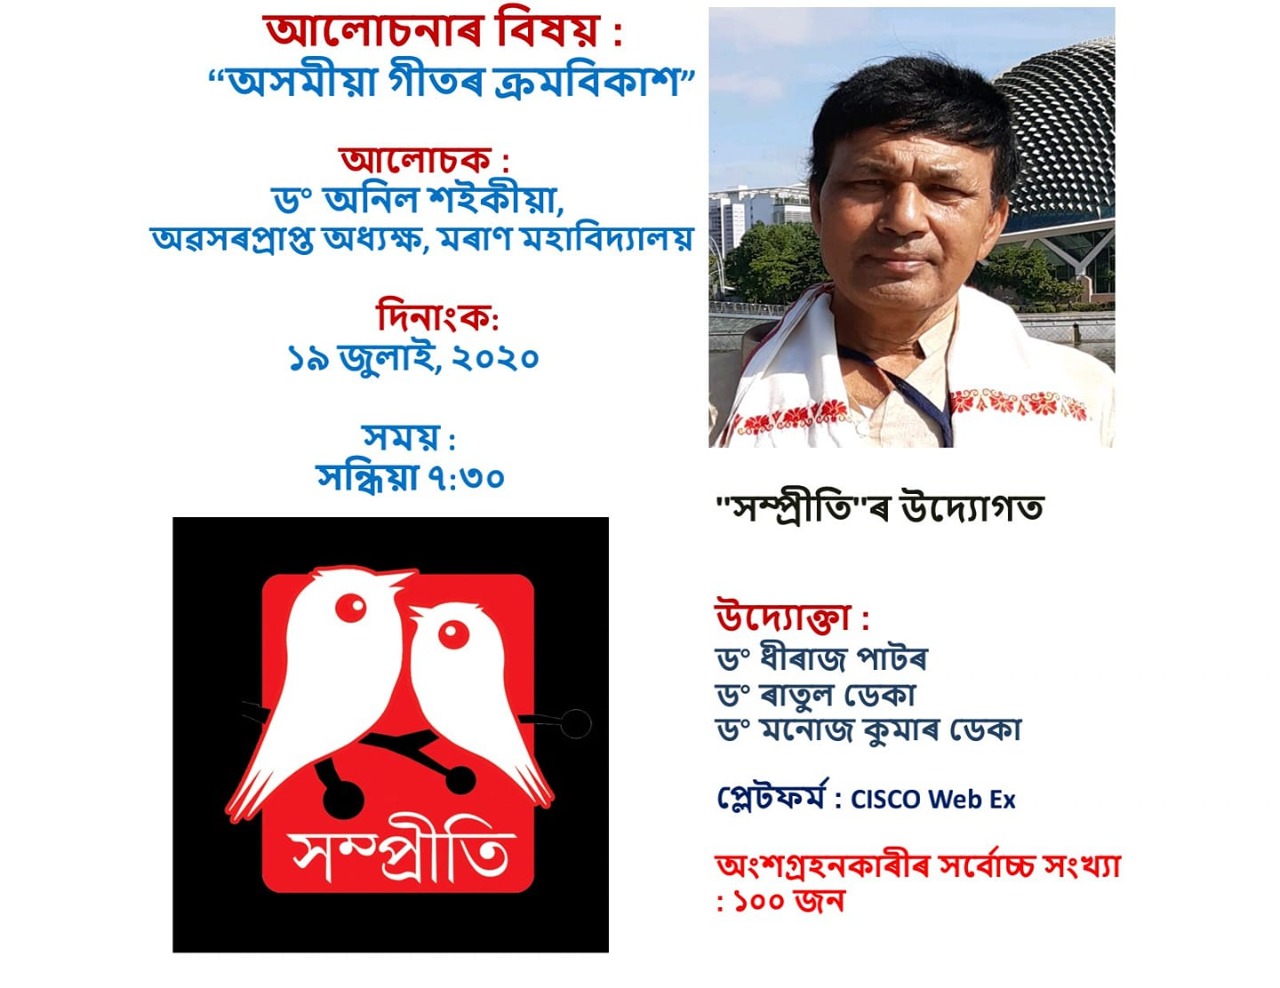 আলোচনাৰ বিষয় :
“অসমীয়া গীতৰ ক্ৰমবিকাশ”
আলোচক :
ড° অনিল শইকীয়া,
অৱসৰপ্ৰাপ্ত অধ্যক্ষ, মৰাণ মহাবিদ্যালয়
দিনাংক:
১৯ জুলাই, ২০২০
সময় :
সন্ধিয়া ৭:৩০
সম্প্ৰীতি
"সম্প্ৰীতি"ৰ উদ্যোগত
উদ্যোক্তা :
ড° ধীৰাজ পাটৰ
ড° ৰাতুল ডেকা
ড° মনোজ কুমাৰ ডেকা
প্লেটফৰ্ম : CISCO Web Ex
অংশগ্ৰহনকাৰীৰ সৰ্বোচ্চ সংখ্যা
: ১০০ জন